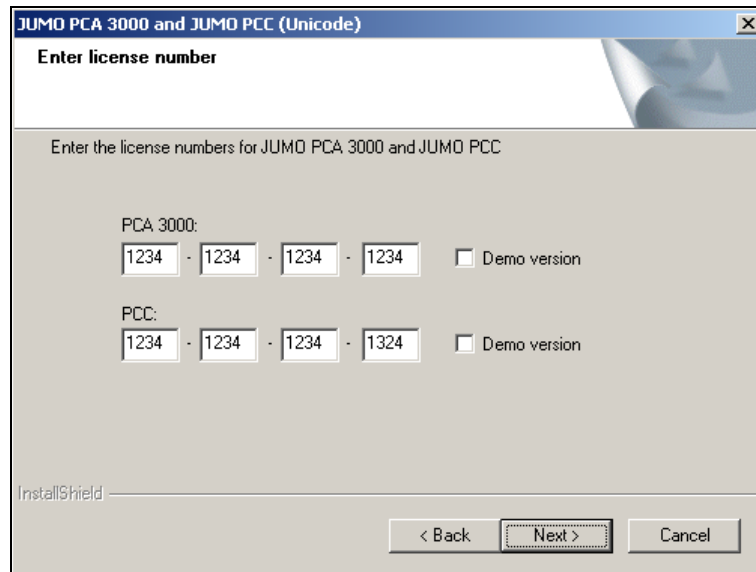 JUMO PCA 3000 and JUMO PCC (Unicode)
Enter license number
Enter the license numbers for JUMO PCA 3000 and JUMO PCC
PCA 3000:
1234 - 1234 - 1234 - 1234 Demo version
PCC:
1234 - 1234 - 1234 - 1324 Demo version
InstallShield
< Back Next > Cancel